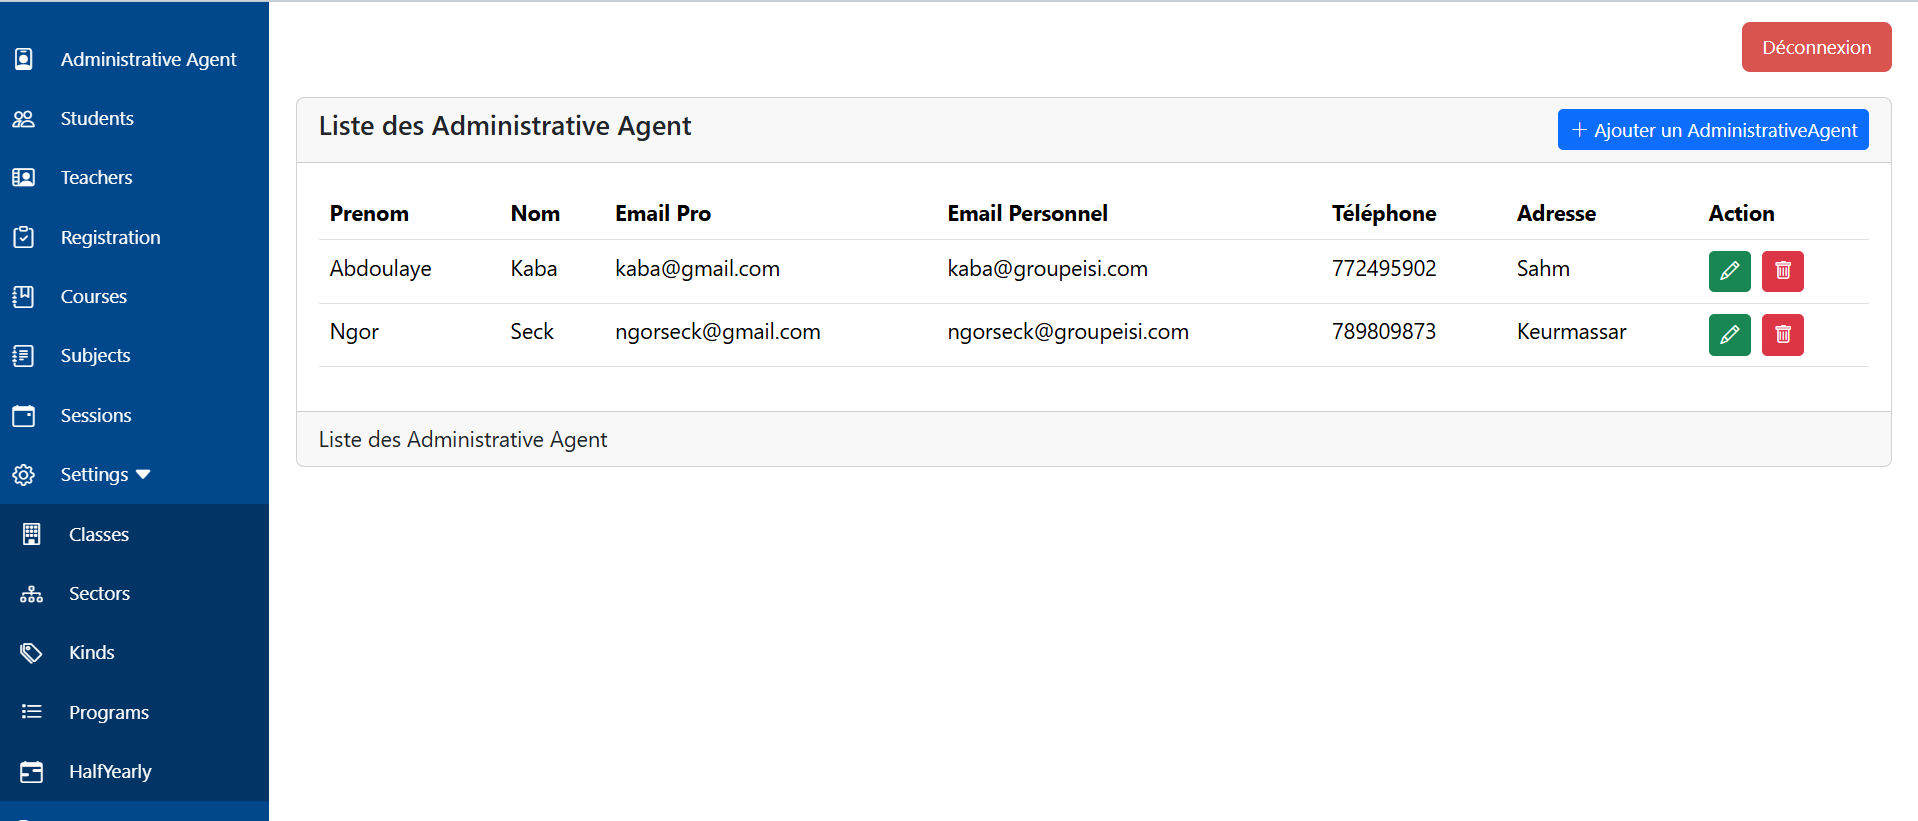 Administrative Agent
Students
Teachers
Registration
Courses
Subjects
Sessions
Settings
Classes
Sectors
Kinds
Programs
HalfYearly
Déconnexion
Liste des Administrative Agent
+ Ajouter un AdministrativeAgent
Prenom Nom Email Pro Email Personnel Téléphone Adresse Action
Abdoulaye Kaba kaba@gmail.com kaba@groupeisi.com 772495902 Sahm
Ngor Seck ngorseck@gmail.com ngorseck@groupeisi.com 789809873 Keurmassar
Liste des Administrative Agent